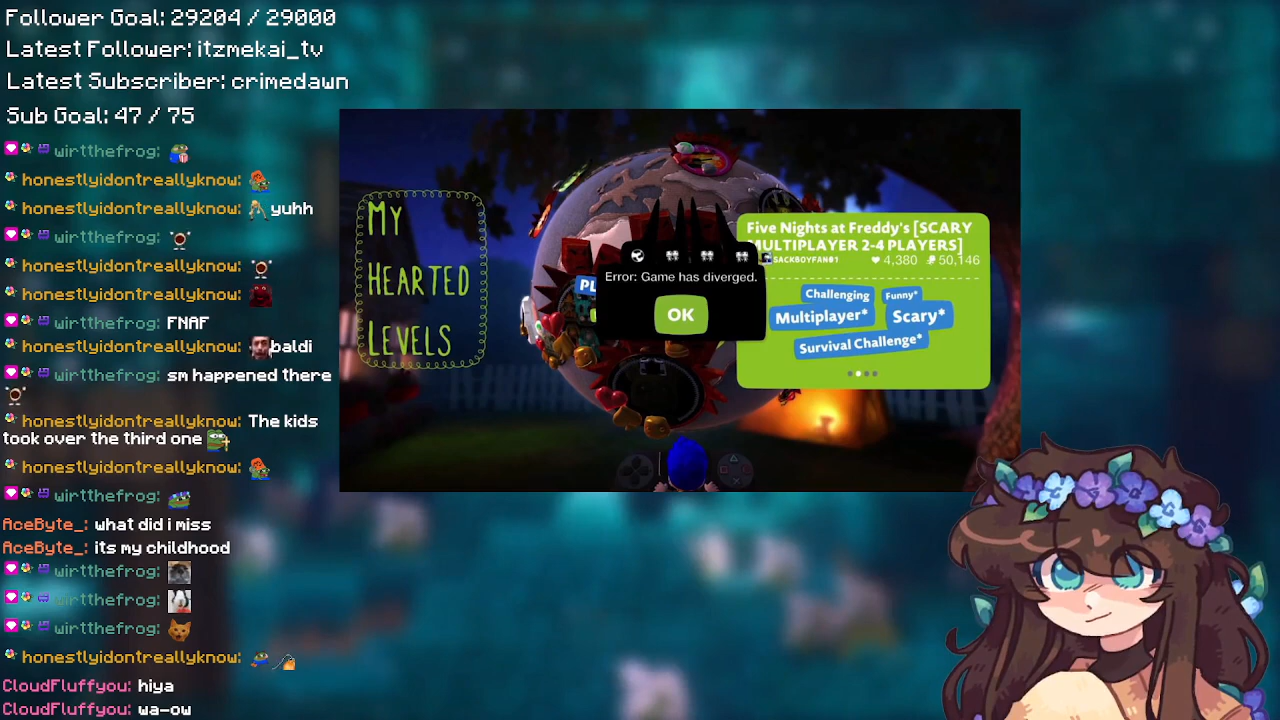 Follower Goal: 29204 / 29000
Latest Follower: itzmekai_tv
Latest Subscriber: crimedawn
Sub Goal: 47 / 75
wirtthefrog:
honestlyidontreallyknow:
honestlyidontreallyknow: yuhh
wirtthefrog:
honestlyidontreallyknow:
honestlyidontreallyknow:
wirtthefrog: FNAF
honestlyidontreallyknow: baldi
wirtthefrog: sm happened there
honestlyidontreallyknow: The kids
took over the third one
honestlyidontreallyknow:
wirtthefrog:
AceByte_: what did i miss
AceByte_: its my childhood
wirtthefrog:
wirtthefrog:
wirtthefrog:
honestlyidontreallyknow:
CloudFluffyou: hiya
CloudFluffyou: wa-ow
My
Hearted
Levels
PL
Error: Game has diverged.
OK
Five Nights at Freddy's [SCARY
MULTIPLAYER 2-4 PLAYERS]
SACKBOYFAN01 4,380 50,146
Challenging Funny*
Multiplayer* Scary*
Survival Challenge*